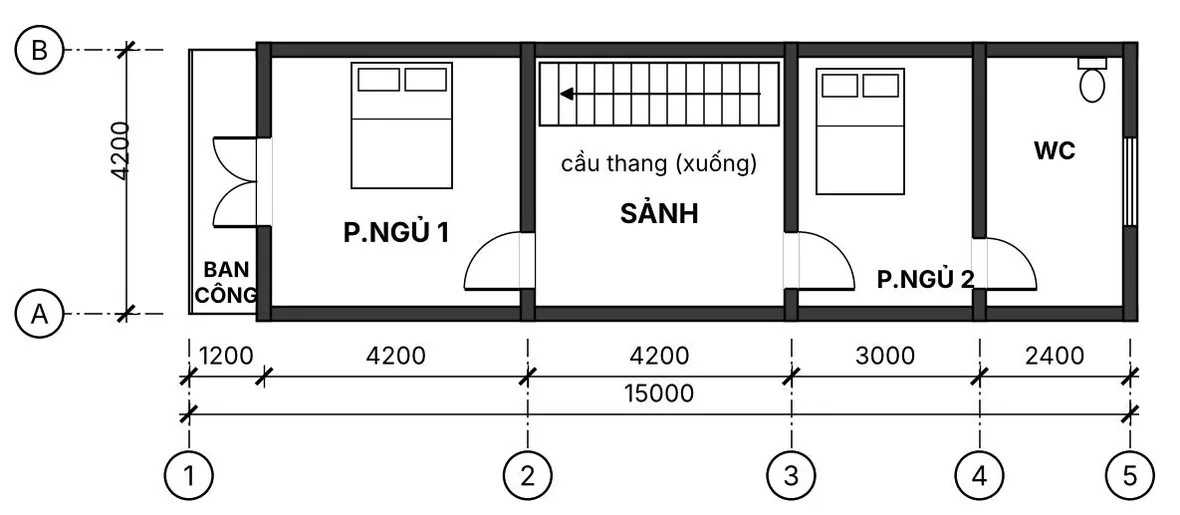 B
4200
A
cầu thang (xuống)
WC
SẢNH
P.NGỦ 1
BAN
CÔNG
P.NGỦ 2
1200 4200 4200 3000 2400
15000
1 2 3 4 5